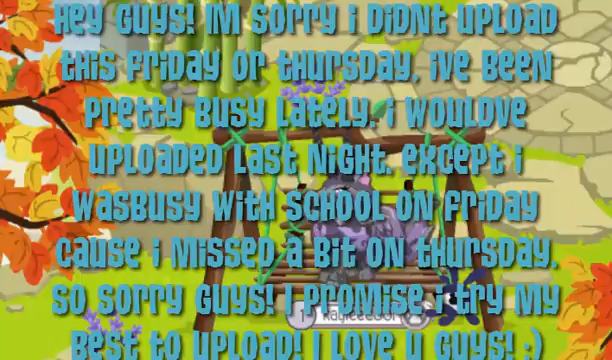 Hey guys! im sorry i didnt upload
this friday or thursday, ive been
pretty busy lately. i wouldve
uploaded last night. except i
wasbusy with school on friday
cause i missed a bit on thursday.
so sorry guys! I promise i try my
best to upload! I love u guys! :)